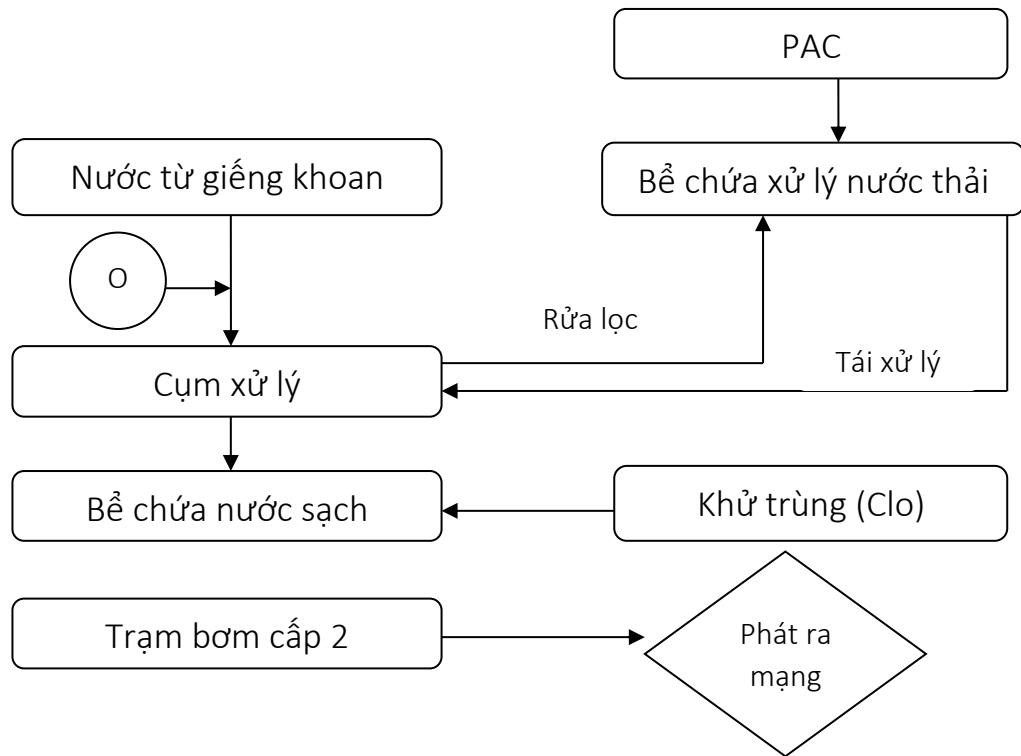 PAC
Nước từ giếng khoan
Bể chứa xử lý nước thải
O
Rửa lọc
Tái xử lý
Cụm xử lý
Bể chứa nước sạch
Khử trùng (Clo)
Trạm bơm cấp 2
Phát ra
mạng